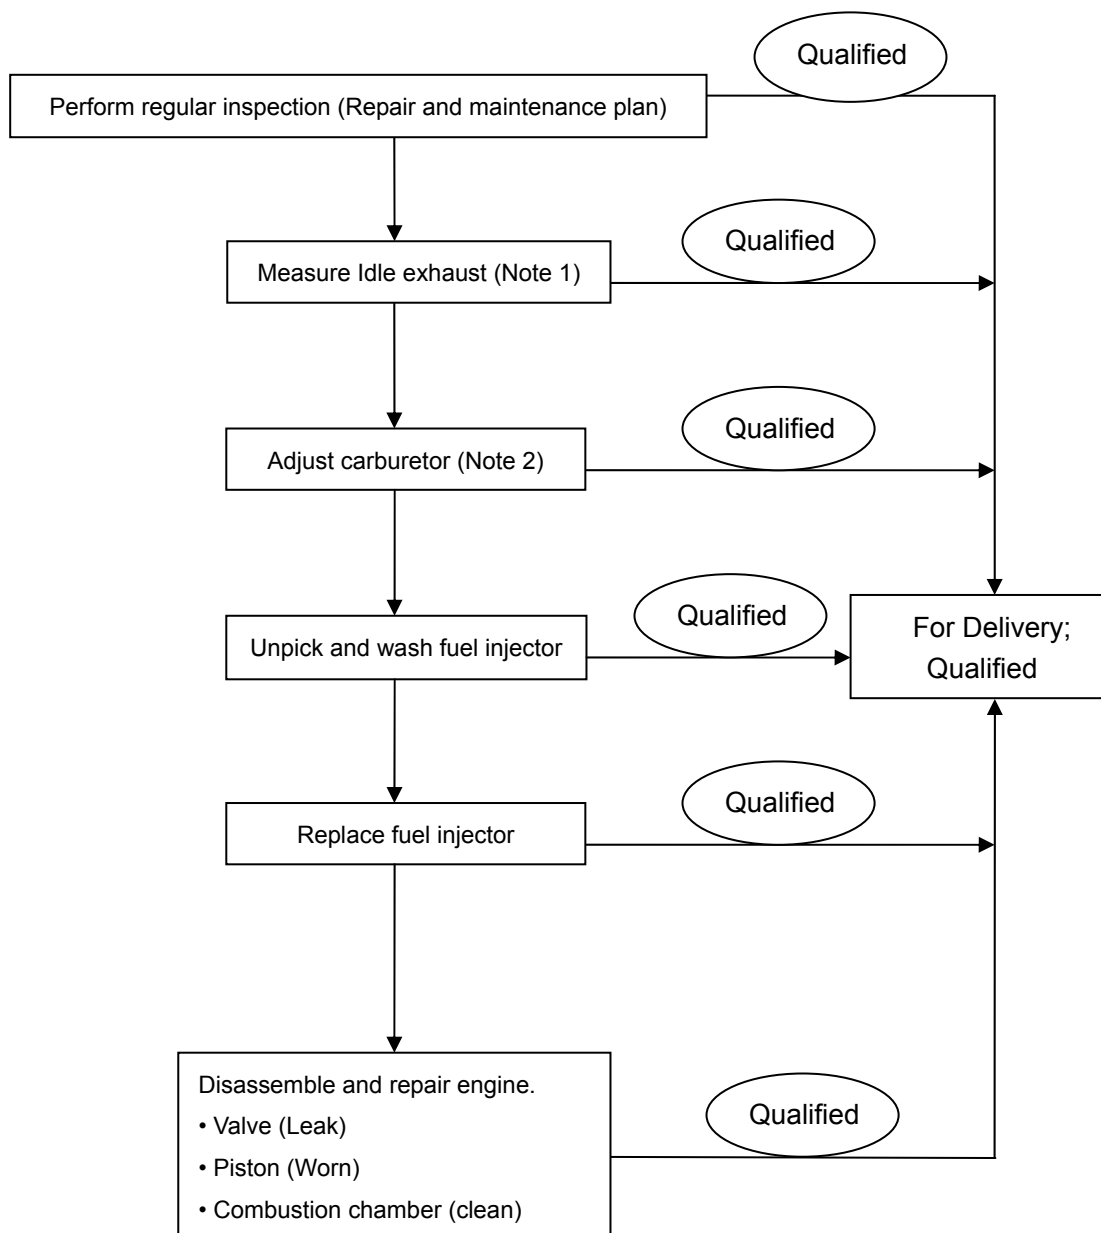 Qualified
Perform regular inspection (Repair and maintenance plan)
Qualified
Measure Idle exhaust (Note 1)
Qualified
Adjust carburetor (Note 2)
Qualified
Unpick and wash fuel injector
For Delivery;
Qualified
Qualified
Replace fuel injector
Disassemble and repair engine.
• Valve (Leak)
• Piston (Worn)
• Combustion chamber (clean)
Qualified